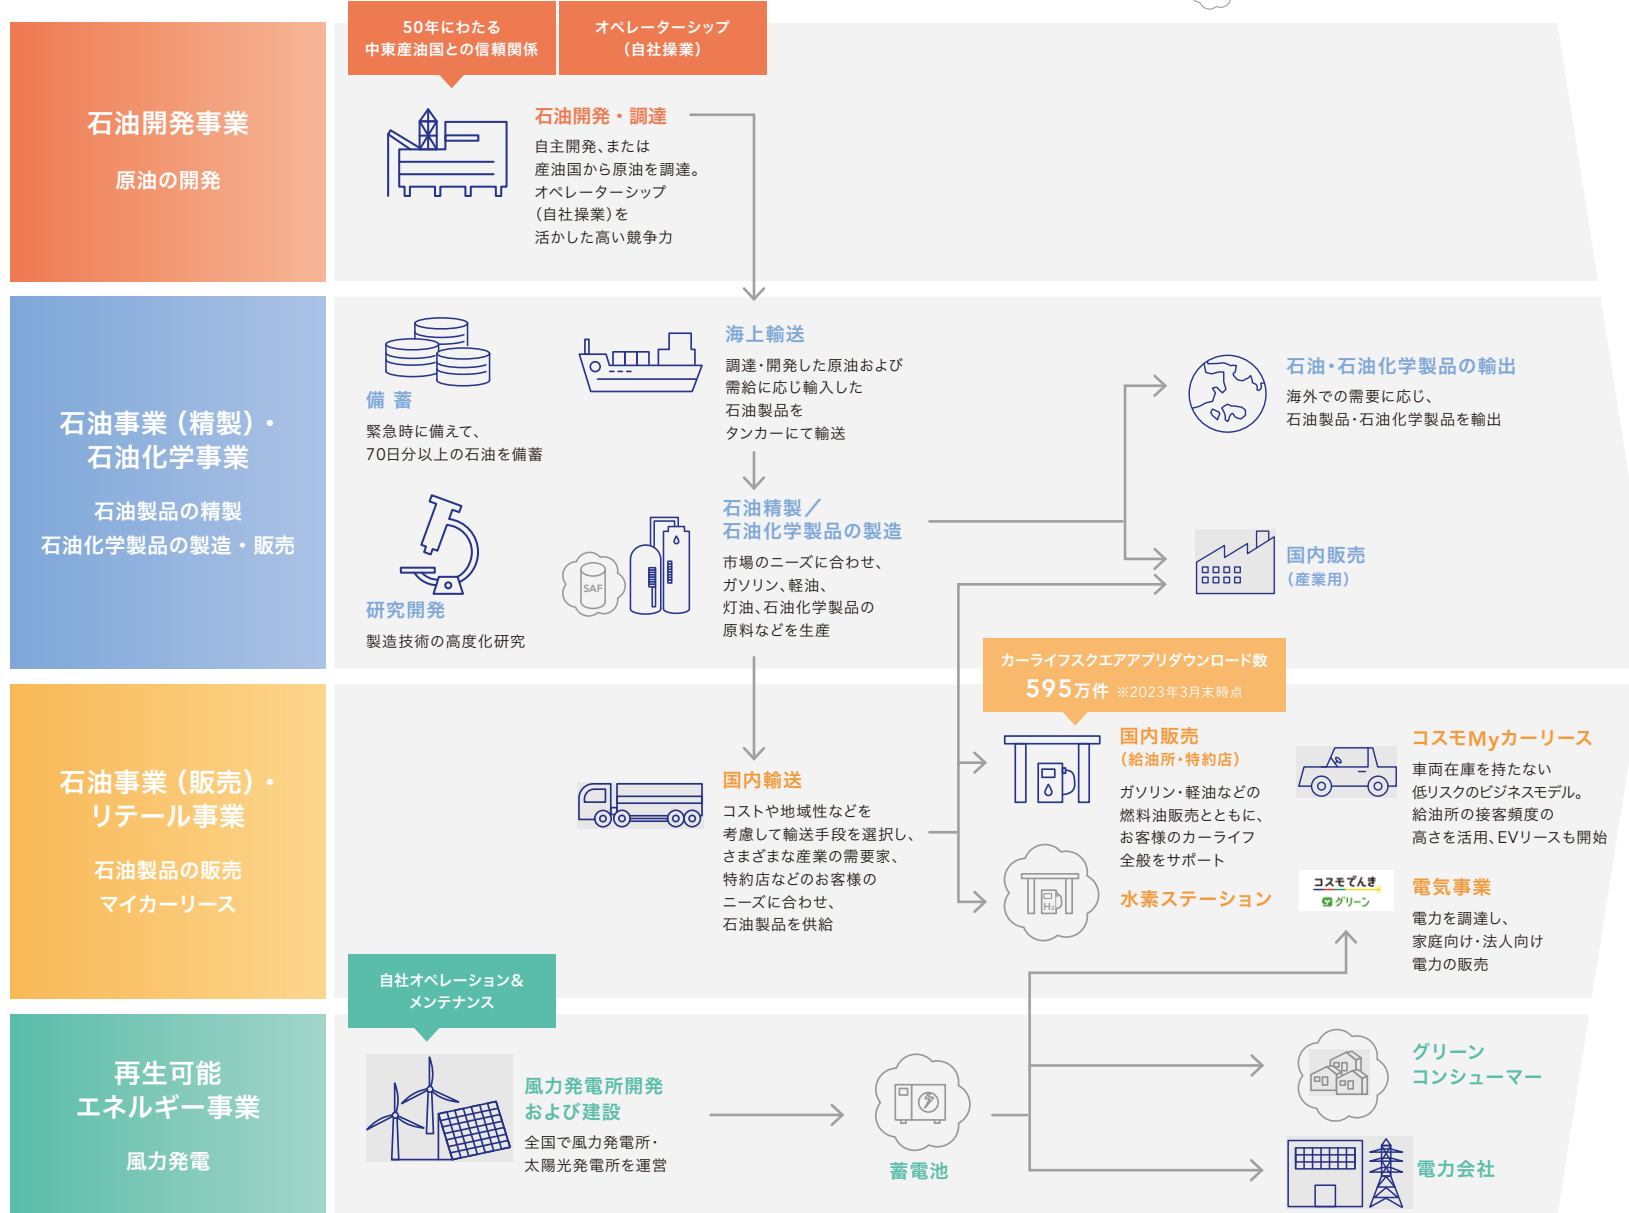 50年にわたる
中東産油国との信頼関係
オペレーターシップ
（自社操業）
石油開発事業
原油の開発
石油開発・調達
自主開発、または
産油国から原油を調達。
オペレーターシップ
（自社操業）を
活かした高い競争力
石油事業（精製）・
石油化学事業
石油製品の精製
石油化学製品の製造・販売
備 蓄
緊急時に備えて、
70日分以上の石油を備蓄
海上輸送
調達・開発した原油および
需給に応じ輸入した
石油製品を
タンカーにて輸送
石油・石油化学製品の輸出
海外での需要に応じ、
石油製品・石油化学製品を輸出
研究開発
製造技術の高度化研究
SAF
石油精製／
石油化学製品の製造
市場のニーズに合わせ、
ガソリン、軽油、
灯油、石油化学製品の
原料などを生産
国内販売
（産業用）
石油事業（販売）・
リテール事業
石油製品の販売
マイカーリース
国内輸送
コストや地域性などを
考慮して輸送手段を選択し、
さまざまな産業の需要家、
特約店などのお客様の
ニーズに合わせ、
石油製品を供給
カーライフスクエアアプリダウンロード数
595万件 ※2023年3月末時点
国内販売
（給油所・特約店）
ガソリン・軽油などの
燃料油販売とともに、
お客様のカーライフ
全般をサポート
H₂
水素ステーション
コスモMyカーリース
車両在庫を持たない
低リスクのビジネスモデル。
給油所の接客頻度の
高さを活用、EVリースも開始
コスモでんき
グリーン
電気事業
電力を調達し、
家庭向け・法人向け
電力の販売
再生可能
エネルギー事業
風力発電
自社オペレーション＆
メンテナンス
風力発電所開発
および建設
全国で風力発電所・
太陽光発電所を運営
蓄電池
グリーン
コンシューマー
電力会社